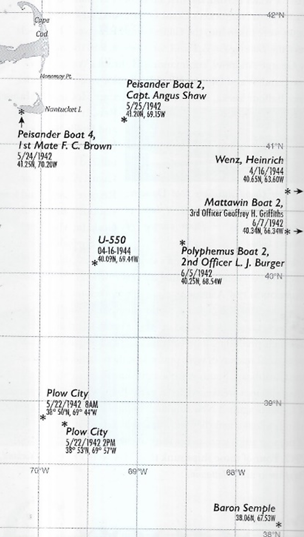 42°N
Cape
Cod
Monomoy Pt.
Nantucket I.
Peisander Boat 2,
Capt. Angus Shaw
5/25/1942
41.20N, 69.15W
Peisander Boat 4,
1st Mate F. C. Brown
5/24/1942
41.25N, 70.20W
41°N
Wenz, Heinrich
4/16/1944
40.65N, 63.60W
Mattawin Boat 2,
3rd Officer Geoffrey H. Griffiths
6/7/1942
40.34N, 66.34W
U-550
04-16-1944
40.09N, 69.44W
Polyphemus Boat 2,
2nd Officer L. J. Burger
6/5/1942
40.25N, 68.54W
40°N
Plow City
5/22/1942 8AM
38° 50'N, 69° 44'W
39°N
Plow City
5/22/1942 2PM
38° 53'N, 69° 57'W
70°W
69°W
68°W
Baron Semple
38.06N, 67.53W
38°N